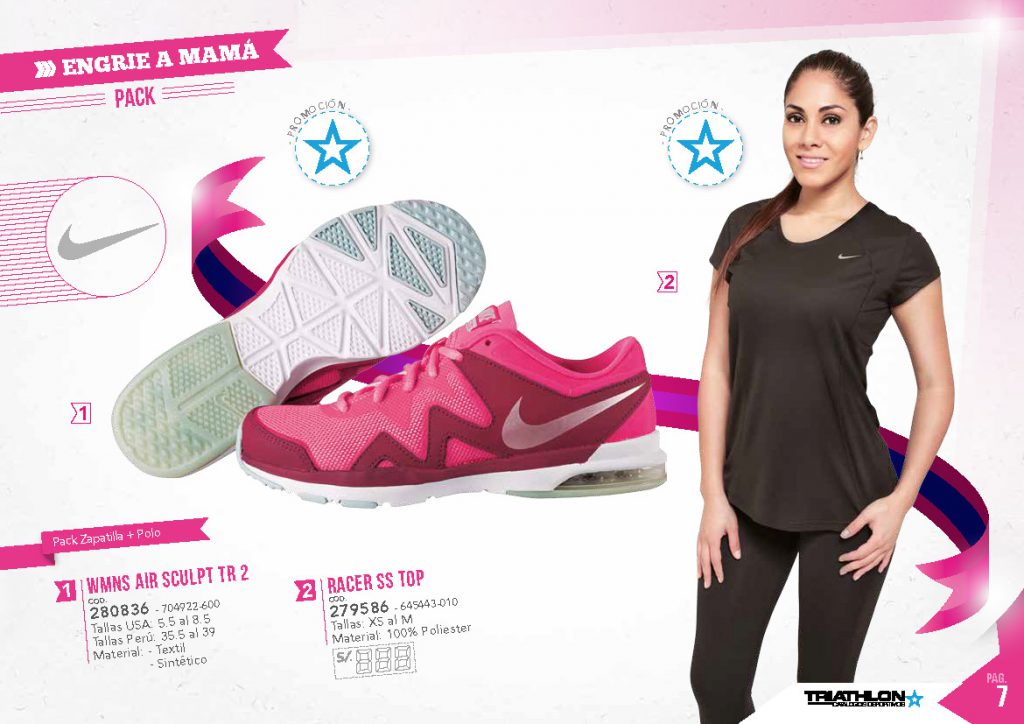 ENGRIE A MAMÁ
PACK
- PROMOCIÓN -
- PROMOCIÓN -
2
1
Pack Zapatilla + Polo
1 WMNS AIR SCULPT TR 2
COD.
280836 - 704922-600
Tallas USA: 5.5 al 8.5
Tallas Perú: 35.5 al 39
Material: - Textil
- Sintético
2 RACER SS TOP
COD.
279586 - 645443-010
Tallas: XS al M
Material: 100% Poliester
S/. 888
TRIATHLON
CATÁLOGOS DEPORTIVOS
PAG.
7